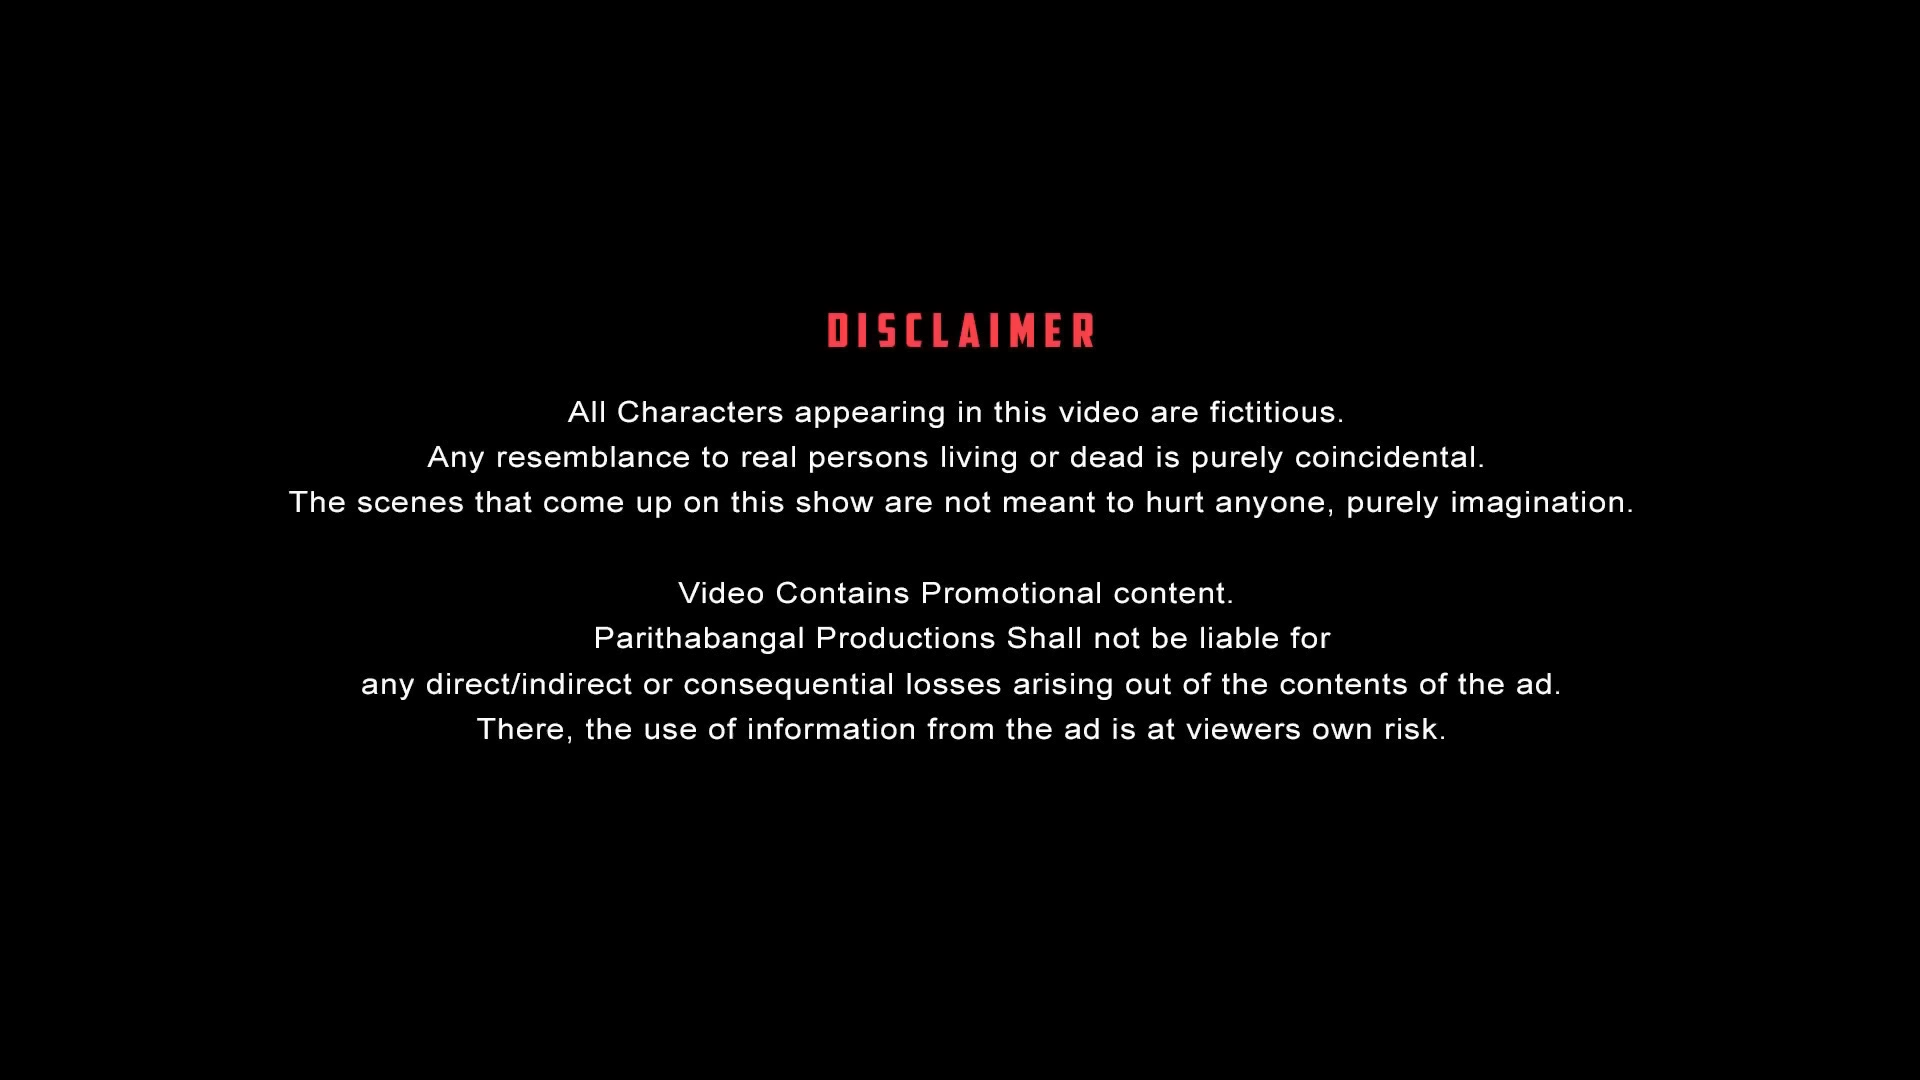 DISCLAIMER
All Characters appearing in this video are fictitious.
Any resemblance to real persons living or dead is purely coincidental.
The scenes that come up on this show are not meant to hurt anyone, purely imagination.
Video Contains Promotional content.
Parithabangal Productions Shall not be liable for
any direct/indirect or consequential losses arising out of the contents of the ad.
There, the use of information from the ad is at viewers own risk.